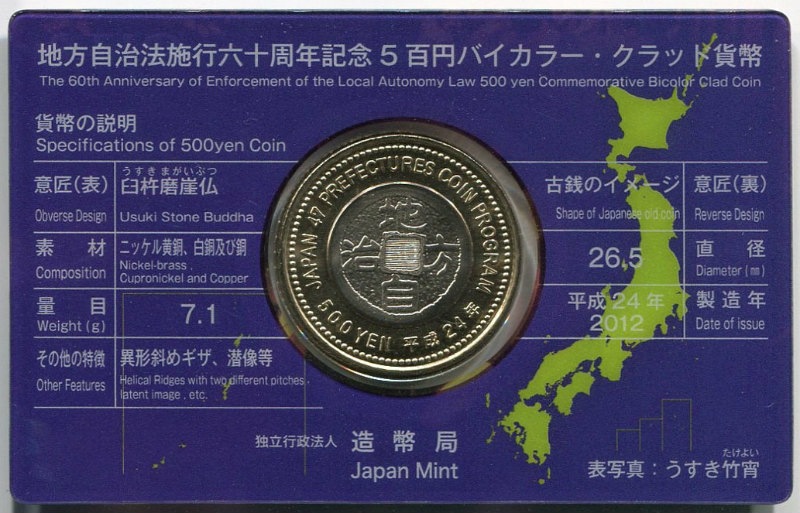 地方自治法施行六十周年記念５百円バイカラー・クラッド貨幣
The 60th Anniversary of Enforcement of the Local Autonomy Law 500 yen Commemorative Bicolor Clad Coin
貨幣の説明
Specifications of 500yen Coin
意匠(表)
Obverse Design
うすきまがいぶつ
臼杵磨崖仏
Usuki Stone Buddha
素材
Composition
ニッケル黄銅、白銅及び銅
Nickel-brass .
Cupronickel and Copper
量目
Weight (g)
7.1
その他の特徴
Other Features
異形斜めギザ、潜像等
Helical Ridges with two different pitches .
latent image . etc.
JAPAN 47 PREFECTURES COIN PROGRAM
地方自治
500 YEN 平成24年
古銭のイメージ
Shape of Japanese old coin
意匠(裏)
Reverse Design
26.5
直径
Diameter (㎜)
平成24年
2012
製造年
Date of issue
独立行政法人 造幣局
Japan Mint
たけよい
表写真：うすき竹宵